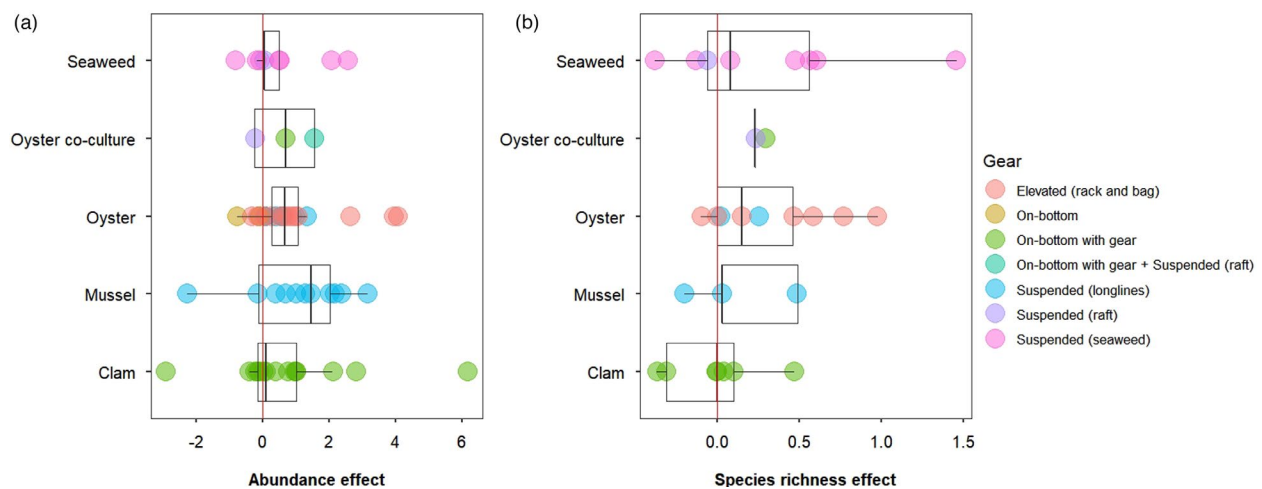 (a)
Seaweed
Oyster co-culture
Oyster
Mussel
Clam
-2 0 2 4 6
Abundance effect
(b)
Seaweed
Oyster co-culture
Oyster
Mussel
Clam
0.0 0.5 1.0 1.5
Species richness effect
Gear
Elevated (rack and bag)
On-bottom
On-bottom with gear
On-bottom with gear + Suspended (raft)
Suspended (longlines)
Suspended (raft)
Suspended (seaweed)